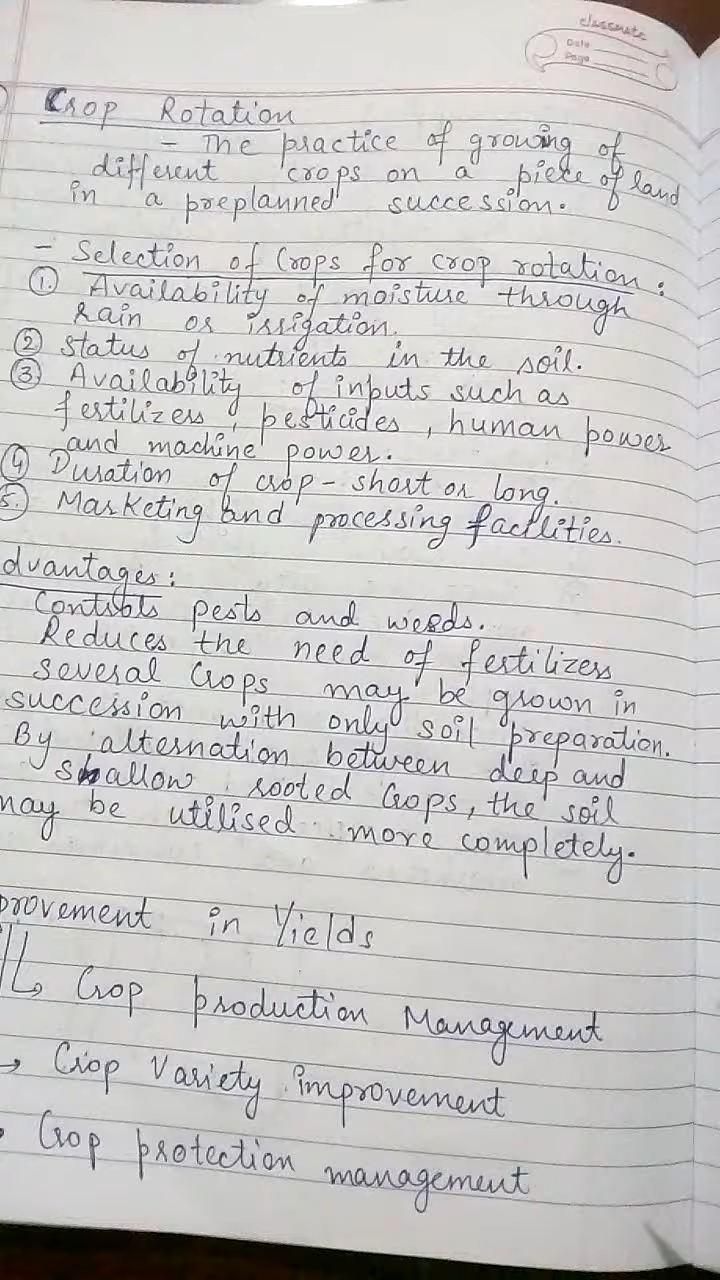 classmate
Date
Page
Crop Rotation
- The practice of growing of
different crops on a piece of land
in a preplanned succession.
- Selection of Crops for crop rotation:
①. Availability of moisture through
Rain or irrigation.
② Status of nutrients in the soil.
③ Availability of inputs such as
fertilizers, pesticides, human power
and machine power.
④ Duration of crop - short or long.
5. Marketing and processing facilities.
dvantages:
Controls pests and weeds.
Reduces the need of fertilizers
several Crops may be grown in
succession with only soil preparation.
By alternation between deep and
shallow rooted Crops, the soil
may be utilised more completely.
provement in Yields
↳ Crop production Management
→ Crop Variety improvement
Crop protection management